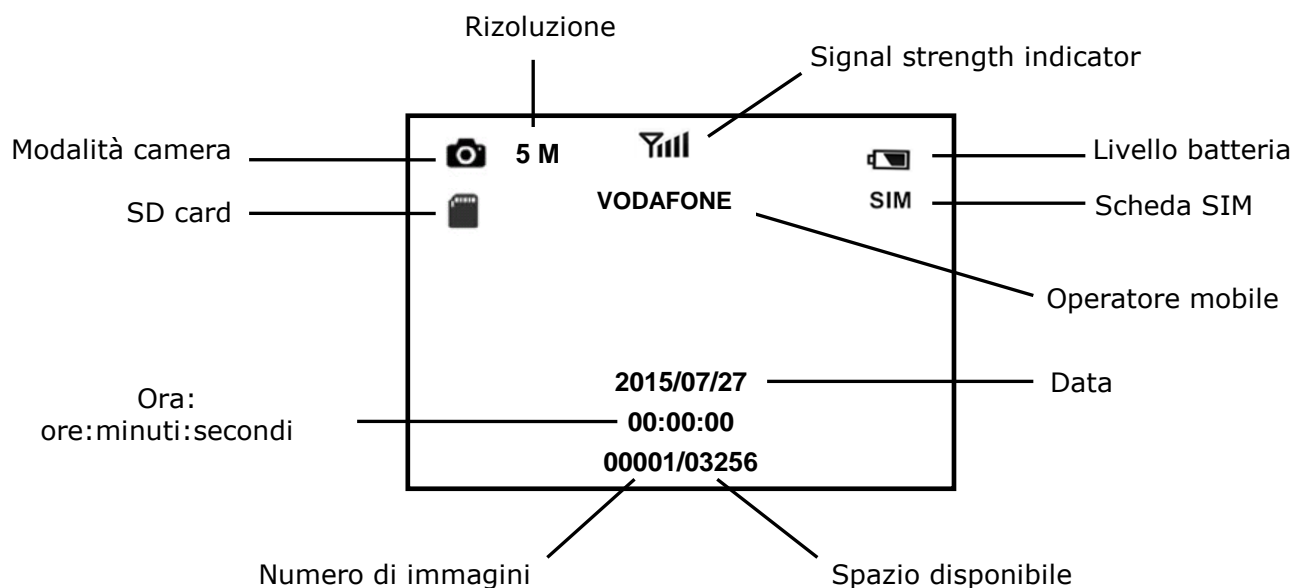 Rizoluzione
Signal strength indicator
Modalità camera
5 M
Livello batteria
SD card
VODAFONE
SIM
Scheda SIM
Operatore mobile
2015/07/27
Data
Ora:
ore:minuti:secondi
00:00:00
00001/03256
Numero di immagini
Spazio disponibile